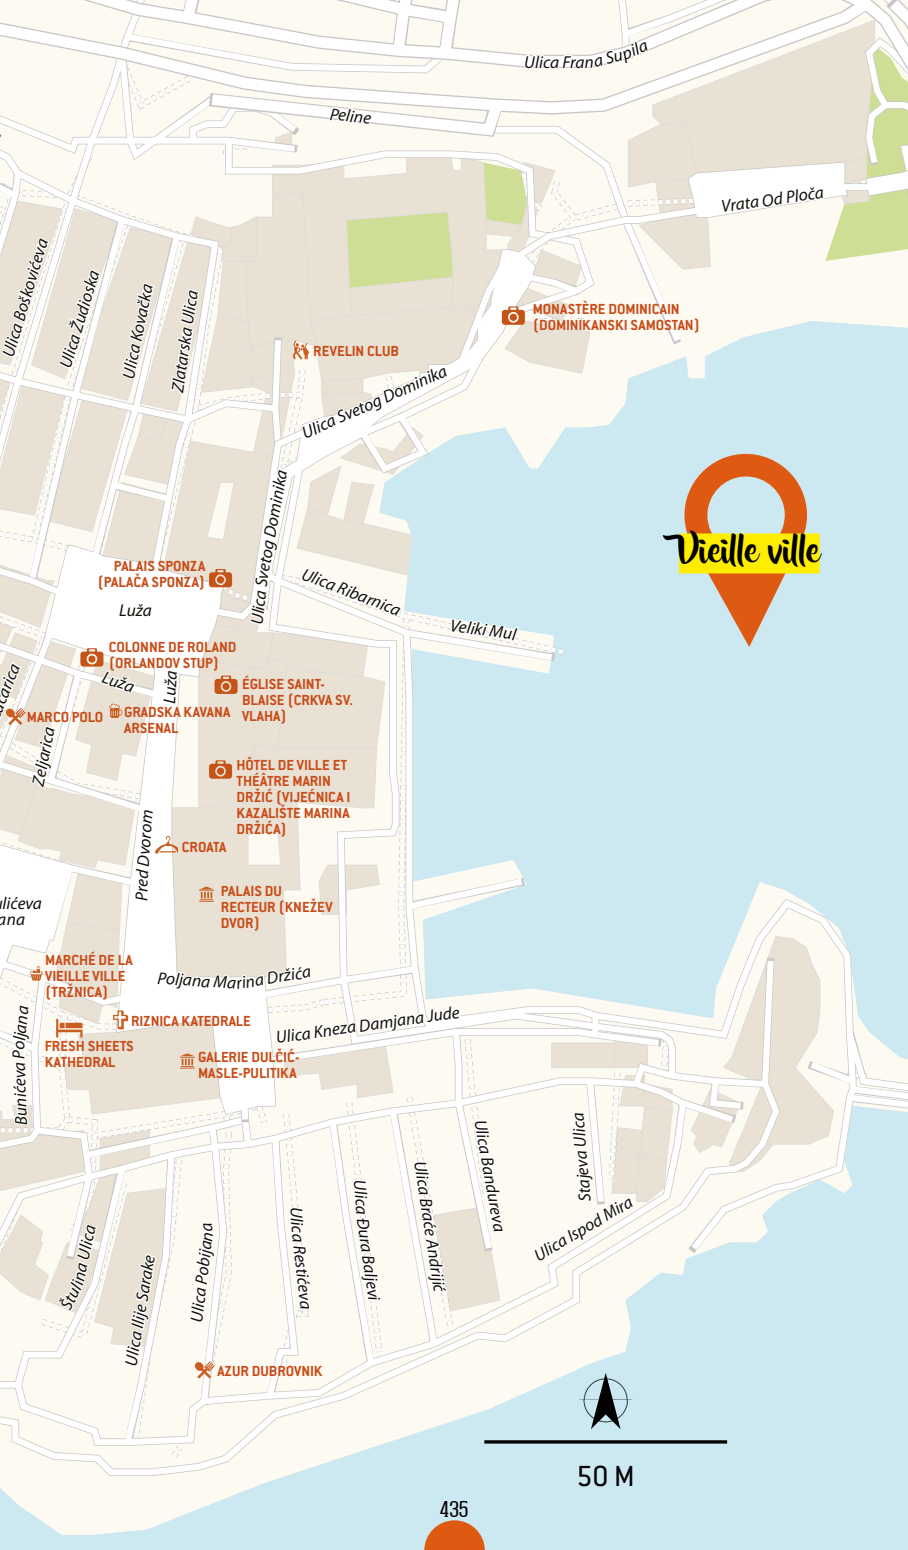 Ulica Frana Supila
Peline
Vrata Od Ploča
Ulica Boškovićeva
Ulica Žudioska
Ulica Kovačka
Zlatarska Ulica
MONASTÈRE DOMINICAIN
(DOMINIKANSKI SAMOSTAN)
REVELIN CLUB
Ulica Svetog Dominika
Ulica Svetog Dominika
Vieille ville
PALAIS SPONZA
(PALAČA SPONZA)
Ulica Ribarnica
Luža
Veliki Mul
COLONNE DE ROLAND
(ORLANDOV STUP)
Luža
Luža
ÉGLISE SAINT-
BLAISE (CRKVA SV.
VLAHA)
MARCO POLO
GRADSKA KAVANA
ARSENAL
Zeljarica
HÔTEL DE VILLE ET
THÉÂTRE MARIN
DRŽIĆ (VIJEĆNICA I
KAZALIŠTE MARINA
DRŽIĆA)
Pred Dvorom
CROATA
PALAIS DU
RECTEUR (KNEŽEV
DVOR)
ulićeva
ana
MARCHÉ DE LA
VIEILLE VILLE
(TRŽNICA)
Poljana Marina Držića
RIZNICA KATEDRALE
Ulica Kneza Damjana Jude
FRESH SHEETS
KATHEDRAL
GALERIE DULČIĆ-
MASLE-PULITIKA
Bunićeva Poljana
Ulica Bandureva
Stajeva Ulica
Ulica Braće Andrijić
Ulica Đura Baljevi
Ulica Restićeva
Ulica Pobijana
Ulica Ispod Mira
Štulina Ulica
Ulica Ilije Sarake
AZUR DUBROVNIK
50 M
435